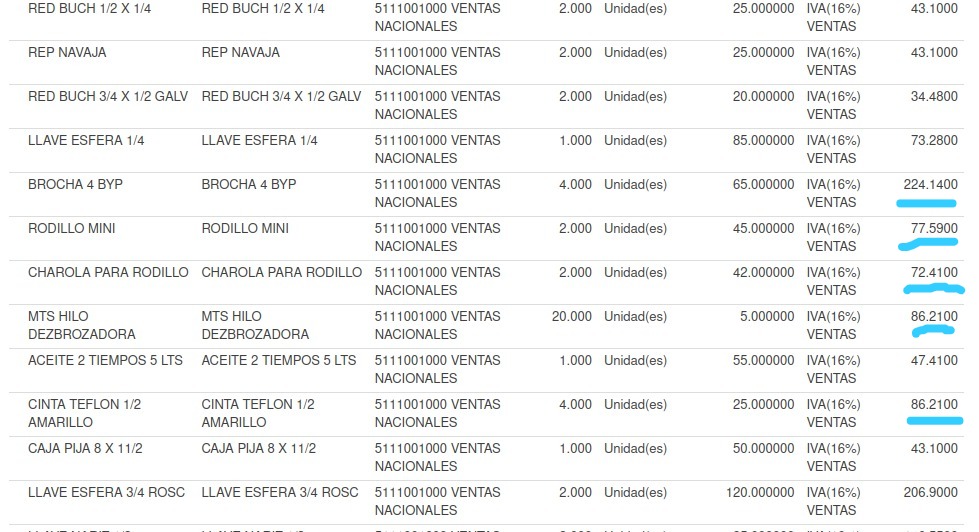 RED BUCH 1/2 X 1/4 RED BUCH 1/2 X 1/4 5111001000 VENTAS 2.000 Unidad(es) 25.000000 IVA(16%) 43.1000
NACIONALES VENTAS
REP NAVAJA REP NAVAJA 5111001000 VENTAS 2.000 Unidad(es) 25.000000 IVA(16%) 43.1000
NACIONALES VENTAS
RED BUCH 3/4 X 1/2 GALV RED BUCH 3/4 X 1/2 GALV 5111001000 VENTAS 2.000 Unidad(es) 20.000000 IVA(16%) 34.4800
NACIONALES VENTAS
LLAVE ESFERA 1/4 LLAVE ESFERA 1/4 5111001000 VENTAS 1.000 Unidad(es) 85.000000 IVA(16%) 73.2800
NACIONALES VENTAS
BROCHA 4 BYP BROCHA 4 BYP 5111001000 VENTAS 4.000 Unidad(es) 65.000000 IVA(16%) 224.1400
NACIONALES VENTAS
RODILLO MINI RODILLO MINI 5111001000 VENTAS 2.000 Unidad(es) 45.000000 IVA(16%) 77.5900
NACIONALES VENTAS
CHAROLA PARA RODILLO CHAROLA PARA RODILLO 5111001000 VENTAS 2.000 Unidad(es) 42.000000 IVA(16%) 72.4100
NACIONALES VENTAS
MTS HILO MTS HILO 5111001000 VENTAS 20.000 Unidad(es) 5.000000 IVA(16%) 86.2100
DEZBROZADORA DEZBROZADORA NACIONALES VENTAS
ACEITE 2 TIEMPOS 5 LTS ACEITE 2 TIEMPOS 5 LTS 5111001000 VENTAS 1.000 Unidad(es) 55.000000 IVA(16%) 47.4100
NACIONALES VENTAS
CINTA TEFLON 1/2 CINTA TEFLON 1/2 5111001000 VENTAS 4.000 Unidad(es) 25.000000 IVA(16%) 86.2100
AMARILLO AMARILLO NACIONALES VENTAS
CAJA PIJA 8 X 11/2 CAJA PIJA 8 X 11/2 5111001000 VENTAS 1.000 Unidad(es) 50.000000 IVA(16%) 43.1000
NACIONALES VENTAS
LLAVE ESFERA 3/4 ROSC LLAVE ESFERA 3/4 ROSC 5111001000 VENTAS 2.000 Unidad(es) 120.000000 IVA(16%) 206.9000
NACIONALES VENTAS